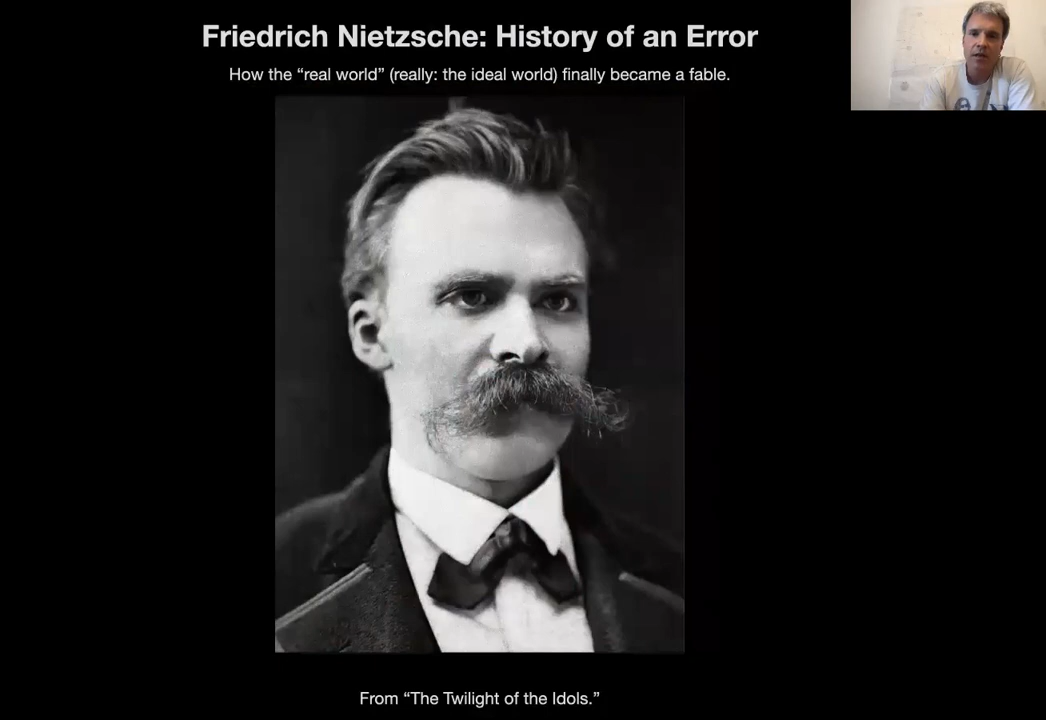 Friedrich Nietzsche: History of an Error
How the “real world” (really: the ideal world) finally became a fable.
From “The Twilight of the Idols.”